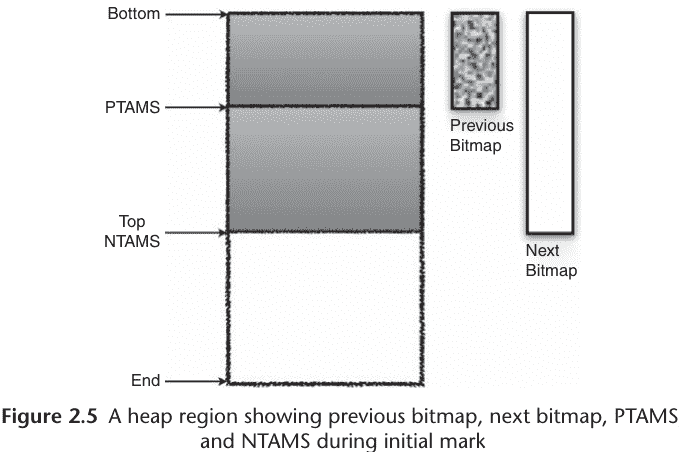 Bottom
PTAMS
Previous
Bitmap
Top
NTAMS
Next
Bitmap
End
Figure 2.5 A heap region showing previous bitmap, next bitmap, PTAMS
and NTAMS during initial mark